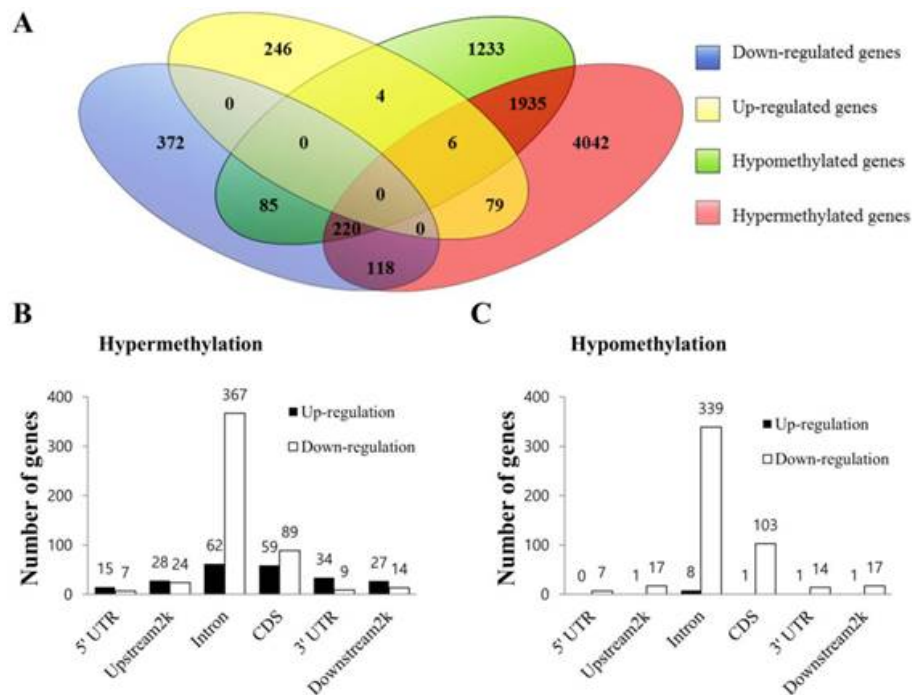 A
246
1233
Down-regulated genes
0
4
1935
Up-regulated genes
372
0
6
4042
Hypomethylated genes
0
85
79
220
0
Hypermethylated genes
118
B
Hypermethylation
Number of genes
400
300
200
100
0
Up-regulation
Down-regulation
15
7
28
24
62
367
59
89
34
9
27
14
5' UTR
Upstream2k
Intron
CDS
3' UTR
Downstream2k
C
Hypomethylation
Number of genes
400
300
200
100
0
Up-regulation
Down-regulation
0
7
1
17
8
339
1
103
1
14
1
17
5' UTR
Upstream2k
Intron
CDS
3' UTR
Downstream2k